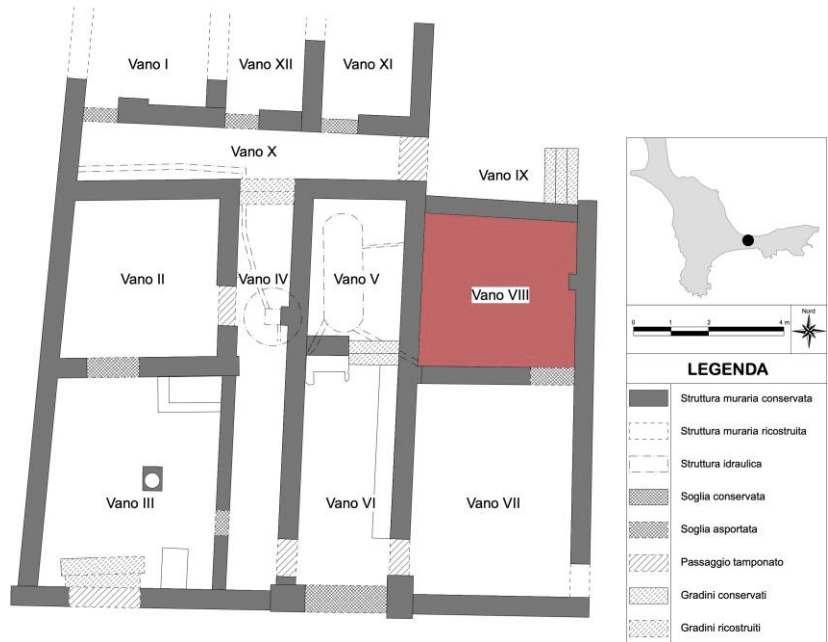 Vano I
Vano XII
Vano XI
Vano X
Vano IX
Vano II
Vano IV
Vano V
Vano VIII
Vano III
Vano VI
Vano VII
0 1 2 4 m
Nord
LEGENDA
Struttura muraria conservata
Struttura muraria ricostruita
Struttura idraulica
Soglia conservata
Soglia asportata
Passaggio tamponato
Gradini conservati
Gradini ricostruiti